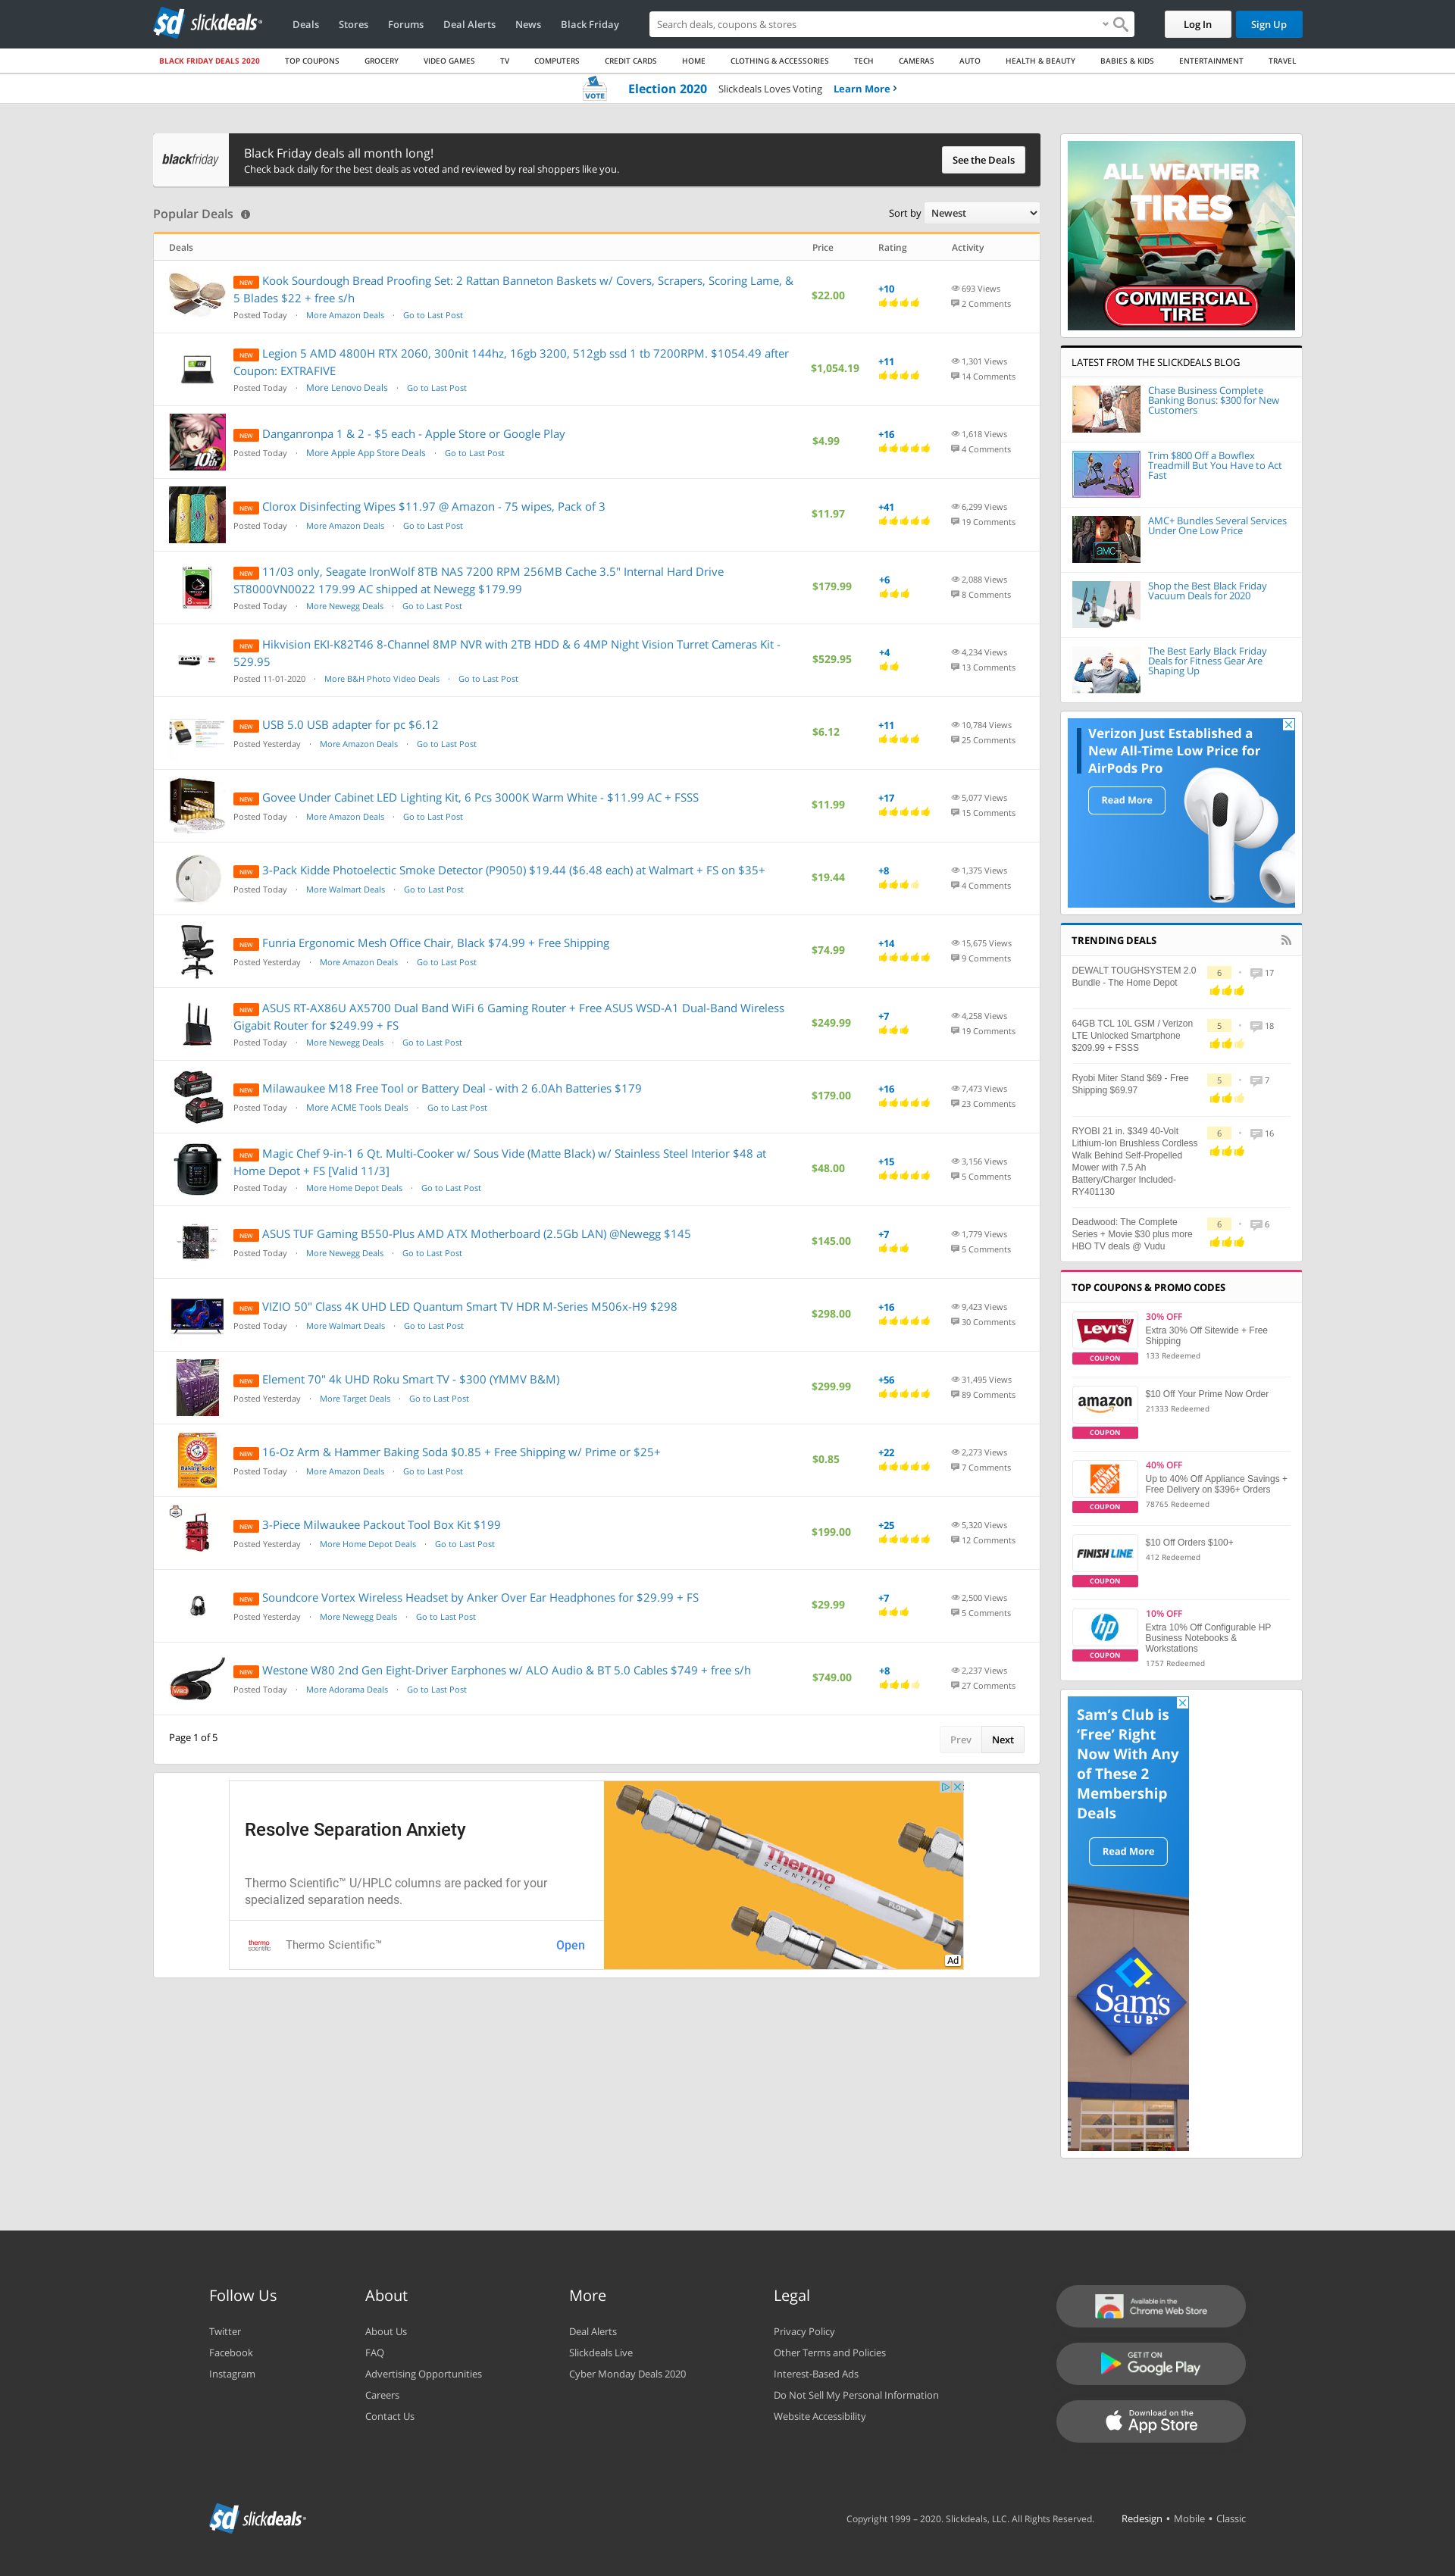 sd slickdeals
Deals Stores Forums Deal Alerts News Black Friday
Search deals, coupons & stores
Log In Sign Up
BLACK FRIDAY DEALS 2020 TOP COUPONS GROCERY VIDEO GAMES TV COMPUTERS CREDIT CARDS HOME CLOTHING & ACCESSORIES TECH CAMERAS AUTO HEALTH & BEAUTY BABIES & KIDS ENTERTAINMENT TRAVEL
VOTE Election 2020 Slickdeals Loves Voting Learn More
blackfriday
Black Friday deals all month long!
Check back daily for the best deals as voted and reviewed by real shoppers like you.
See the Deals
Popular Deals
Sort by Newest
Deals Price Rating Activity
NEW Kook Sourdough Bread Proofing Set: 2 Rattan Banneton Baskets w/ Covers, Scrapers, Scoring Lame, &
5 Blades $22 + free s/h
Posted Today · More Amazon Deals · Go to Last Post
$22.00
+10
693 Views
2 Comments
NEW Legion 5 AMD 4800H RTX 2060, 300nit 144hz, 16gb 3200, 512gb ssd 1 tb 7200RPM. $1054.49 after
Coupon: EXTRAFIVE
Posted Today · More Lenovo Deals · Go to Last Post
$1,054.19
+11
1,301 Views
14 Comments
10th
NEW Danganronpa 1 & 2 - $5 each - Apple Store or Google Play
Posted Today · More Apple App Store Deals · Go to Last Post
$4.99
+16
1,618 Views
4 Comments
NEW Clorox Disinfecting Wipes $11.97 @ Amazon - 75 wipes, Pack of 3
Posted Today · More Amazon Deals · Go to Last Post
$11.97
+41
6,299 Views
19 Comments
8
NEW 11/03 only, Seagate IronWolf 8TB NAS 7200 RPM 256MB Cache 3.5" Internal Hard Drive
ST8000VN0022 179.99 AC shipped at Newegg $179.99
Posted Today · More Newegg Deals · Go to Last Post
$179.99
+6
2,088 Views
8 Comments
NEW Hikvision EKI-K82T46 8-Channel 8MP NVR with 2TB HDD & 6 4MP Night Vision Turret Cameras Kit -
529.95
Posted 11-01-2020 · More B&H Photo Video Deals · Go to Last Post
$529.95
+4
4,234 Views
13 Comments
NEW USB 5.0 USB adapter for pc $6.12
Posted Yesterday · More Amazon Deals · Go to Last Post
$6.12
+11
10,784 Views
25 Comments
NEW Govee Under Cabinet LED Lighting Kit, 6 Pcs 3000K Warm White - $11.99 AC + FSSS
Posted Today · More Amazon Deals · Go to Last Post
$11.99
+17
5,077 Views
15 Comments
NEW 3-Pack Kidde Photoelectic Smoke Detector (P9050) $19.44 ($6.48 each) at Walmart + FS on $35+
Posted Today · More Walmart Deals · Go to Last Post
$19.44
+8
1,375 Views
4 Comments
NEW Funria Ergonomic Mesh Office Chair, Black $74.99 + Free Shipping
Posted Yesterday · More Amazon Deals · Go to Last Post
$74.99
+14
15,675 Views
9 Comments
NEW ASUS RT-AX86U AX5700 Dual Band WiFi 6 Gaming Router + Free ASUS WSD-A1 Dual-Band Wireless
Gigabit Router for $249.99 + FS
Posted Today · More Newegg Deals · Go to Last Post
$249.99
+7
4,258 Views
19 Comments
NEW Milawaukee M18 Free Tool or Battery Deal - with 2 6.0Ah Batteries $179
Posted Today · More ACME Tools Deals · Go to Last Post
$179.00
+16
7,473 Views
23 Comments
NEW Magic Chef 9-in-1 6 Qt. Multi-Cooker w/ Sous Vide (Matte Black) w/ Stainless Steel Interior $48 at
Home Depot + FS [Valid 11/3]
Posted Today · More Home Depot Deals · Go to Last Post
$48.00
+15
3,156 Views
5 Comments
NEW ASUS TUF Gaming B550-Plus AMD ATX Motherboard (2.5Gb LAN) @Newegg $145
Posted Today · More Newegg Deals · Go to Last Post
$145.00
+7
1,779 Views
5 Comments
NEW VIZIO 50" Class 4K UHD LED Quantum Smart TV HDR M-Series M506x-H9 $298
Posted Today · More Walmart Deals · Go to Last Post
$298.00
+16
9,423 Views
30 Comments
NEW Element 70" 4k UHD Roku Smart TV - $300 (YMMV B&M)
Posted Yesterday · More Target Deals · Go to Last Post
$299.99
+56
31,495 Views
89 Comments
NEW 16-Oz Arm & Hammer Baking Soda $0.85 + Free Shipping w/ Prime or $25+
Posted Today · More Amazon Deals · Go to Last Post
$0.85
+22
2,273 Views
7 Comments
NEW 3-Piece Milwaukee Packout Tool Box Kit $199
Posted Yesterday · More Home Depot Deals · Go to Last Post
$199.00
+25
5,320 Views
12 Comments
NEW Soundcore Vortex Wireless Headset by Anker Over Ear Headphones for $29.99 + FS
Posted Yesterday · More Newegg Deals · Go to Last Post
$29.99
+7
2,500 Views
5 Comments
NEW Westone W80 2nd Gen Eight-Driver Earphones w/ ALO Audio & BT 5.0 Cables $749 + free s/h
Posted Today · More Adorama Deals · Go to Last Post
$749.00
+8
2,237 Views
27 Comments
Page 1 of 5
Prev Next
Resolve Separation Anxiety
Thermo Scientific™ U/HPLC columns are packed for your
specialized separation needs.
thermo
scientific
Thermo Scientific™
Open
Thermo
SCIENTIFIC
FLOW
Ad
ALL WEATHER
TIRES
COMMERCIAL
TIRE
LATEST FROM THE SLICKDEALS BLOG
Chase Business Complete
Banking Bonus: $300 for New
Customers
Trim $800 Off a Bowflex
Treadmill But You Have to Act
Fast
amc
AMC+ Bundles Several Services
Under One Low Price
Shop the Best Black Friday
Vacuum Deals for 2020
The Best Early Black Friday
Deals for Fitness Gear Are
Shaping Up
Verizon Just Established a
New All-Time Low Price for
AirPods Pro
Read More
TRENDING DEALS
DEWALT TOUGHSYSTEM 2.0
Bundle - The Home Depot
6 • 17
64GB TCL 10L GSM / Verizon
LTE Unlocked Smartphone
$209.99 + FSSS
5 • 18
Ryobi Miter Stand $69 - Free
Shipping $69.97
5 • 7
RYOBI 21 in. $349 40-Volt
Lithium-Ion Brushless Cordless
Walk Behind Self-Propelled
Mower with 7.5 Ah
Battery/Charger Included-
RY401130
6 • 16
Deadwood: The Complete
Series + Movie $30 plus more
HBO TV deals @ Vudu
6 • 6
TOP COUPONS & PROMO CODES
Levi's
COUPON
30% OFF
Extra 30% Off Sitewide + Free
Shipping
133 Redeemed
amazon
COUPON
$10 Off Your Prime Now Order
21333 Redeemed
THE HOME DEPOT
COUPON
40% OFF
Up to 40% Off Appliance Savings +
Free Delivery on $396+ Orders
78765 Redeemed
FINISH LINE
COUPON
$10 Off Orders $100+
412 Redeemed
hp
COUPON
10% OFF
Extra 10% Off Configurable HP
Business Notebooks &
Workstations
1757 Redeemed
Sam's Club is
'Free' Right
Now With Any
of These 2
Membership
Deals
Read More
Sam's
CLUB
Follow Us
Twitter
Facebook
Instagram
About
About Us
FAQ
Advertising Opportunities
Careers
Contact Us
More
Deal Alerts
Slickdeals Live
Cyber Monday Deals 2020
Legal
Privacy Policy
Other Terms and Policies
Interest-Based Ads
Do Not Sell My Personal Information
Website Accessibility
Available in the
Chrome Web Store
GET IT ON
Google Play
Download on the
App Store
sd slickdeals
Copyright 1999 – 2020. Slickdeals, LLC. All Rights Reserved.
Redesign • Mobile • Classic